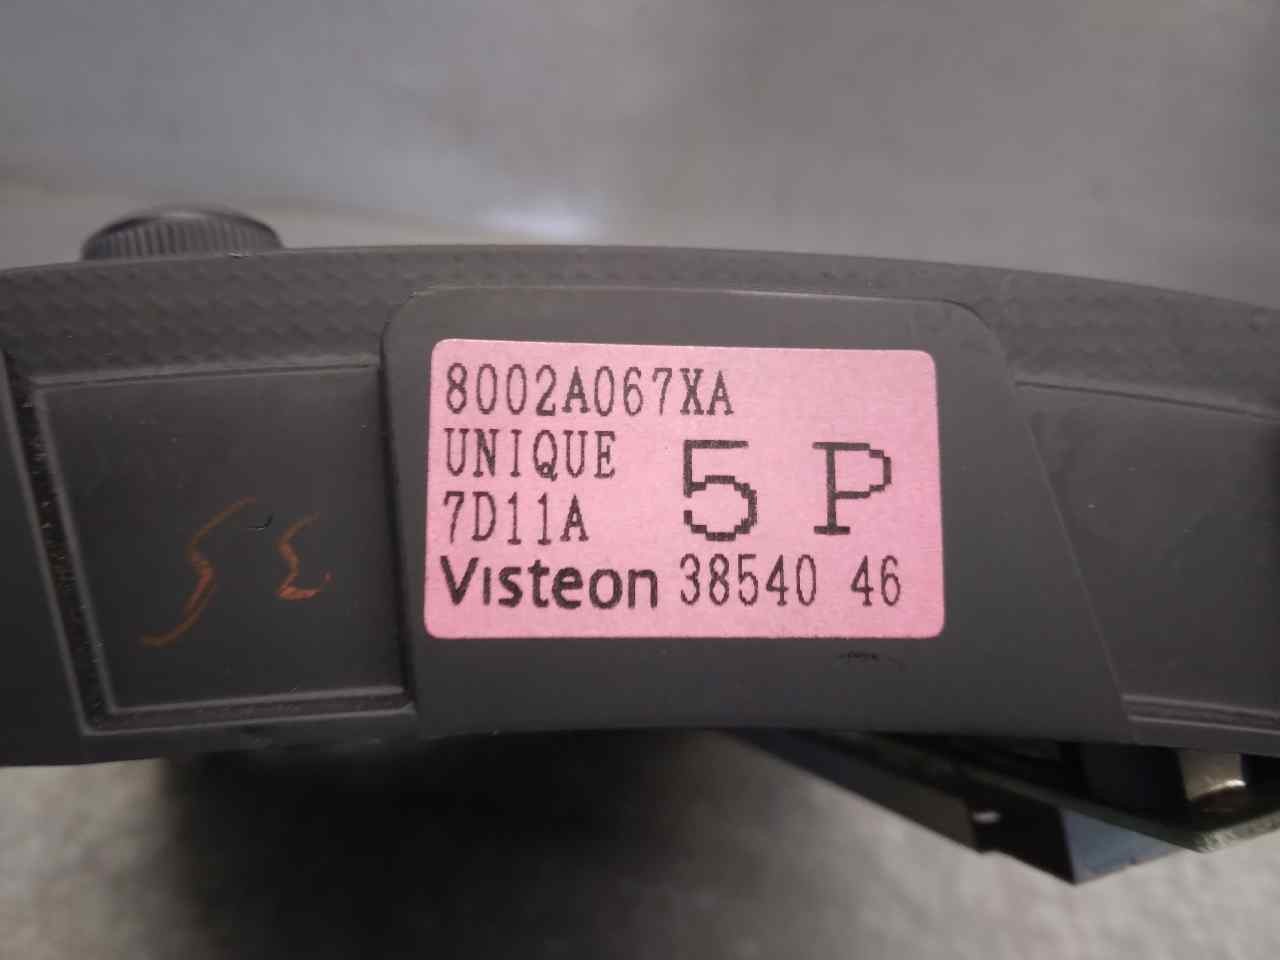 8002A067XA
UNIQUE
7D11A
5 P
Visteon 38540 46